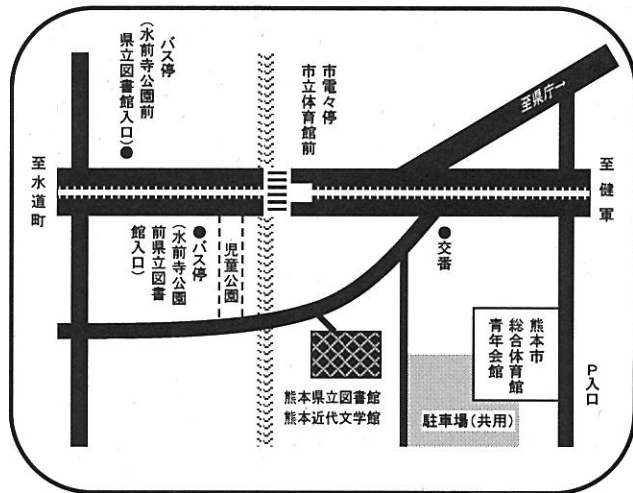 バス停
（水前寺公園前
県立図書館入口）●
市電々停
市立体育館前
至県庁→
至水道町
至健軍
●バス停
（水前寺公園
前県立図書
館入口）
児童公園
●交番
熊本市
総合体育館
青年会館
P入口
熊本県立図書館
熊本近代文学館
駐車場（共用）